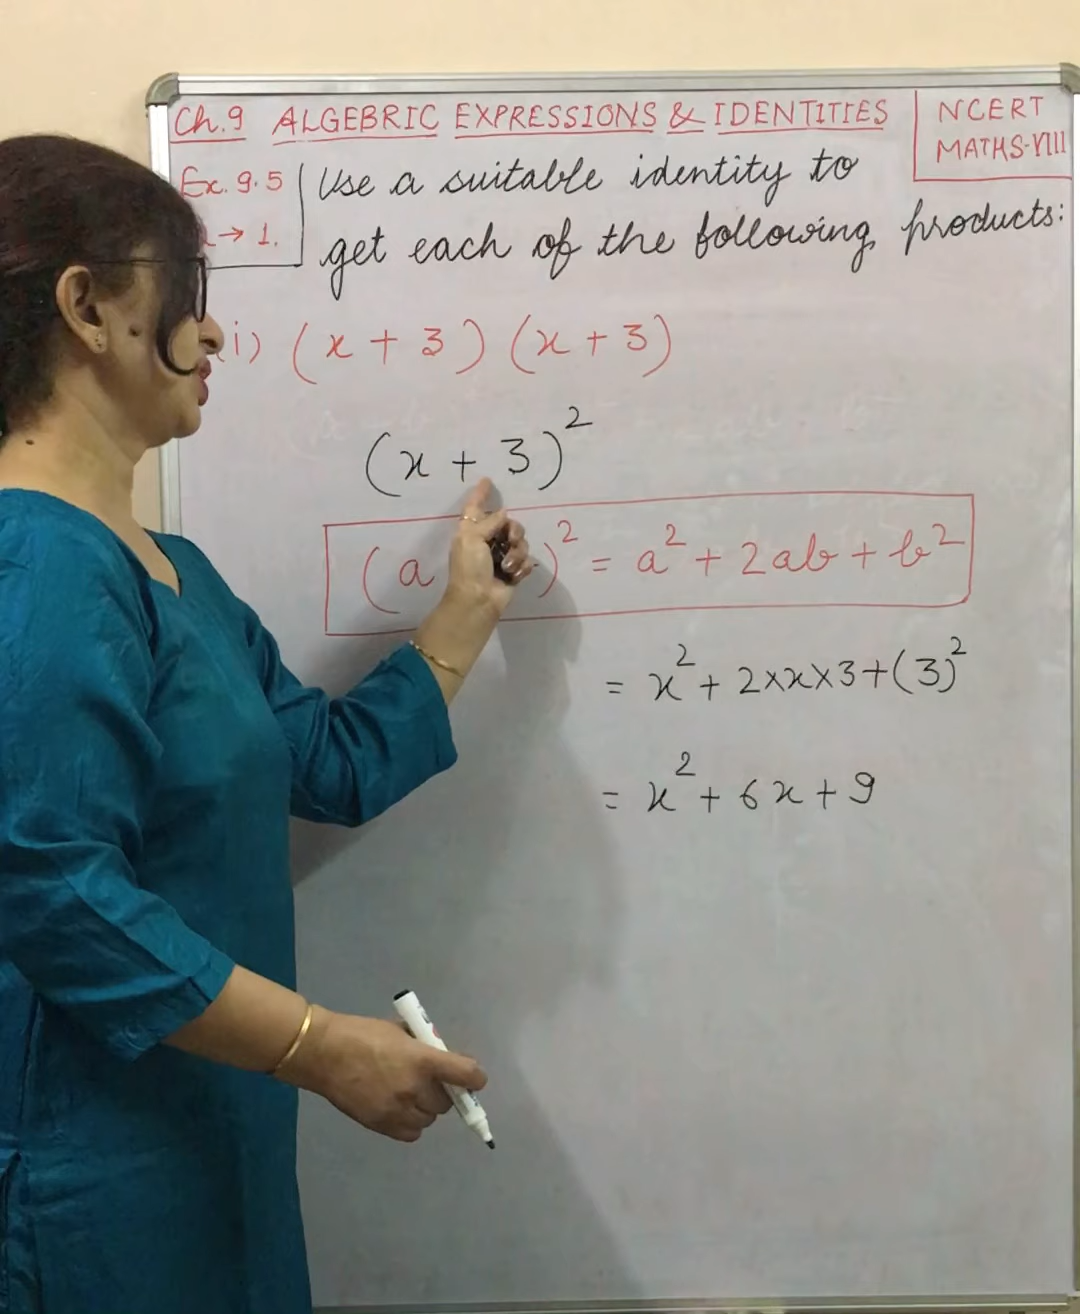 Ch.9 ALGEBRIC EXPRESSIONS & IDENTITIES
NCERT
MATHS-VIII
Ex. 9.5
→ 1.
Use a suitable identity to
get each of the following products:
i) (x + 3) (x + 3)
(x + 3)²
(a )² = a² + 2ab + b²
= x² + 2×x×3+(3)²
= x² + 6x + 9